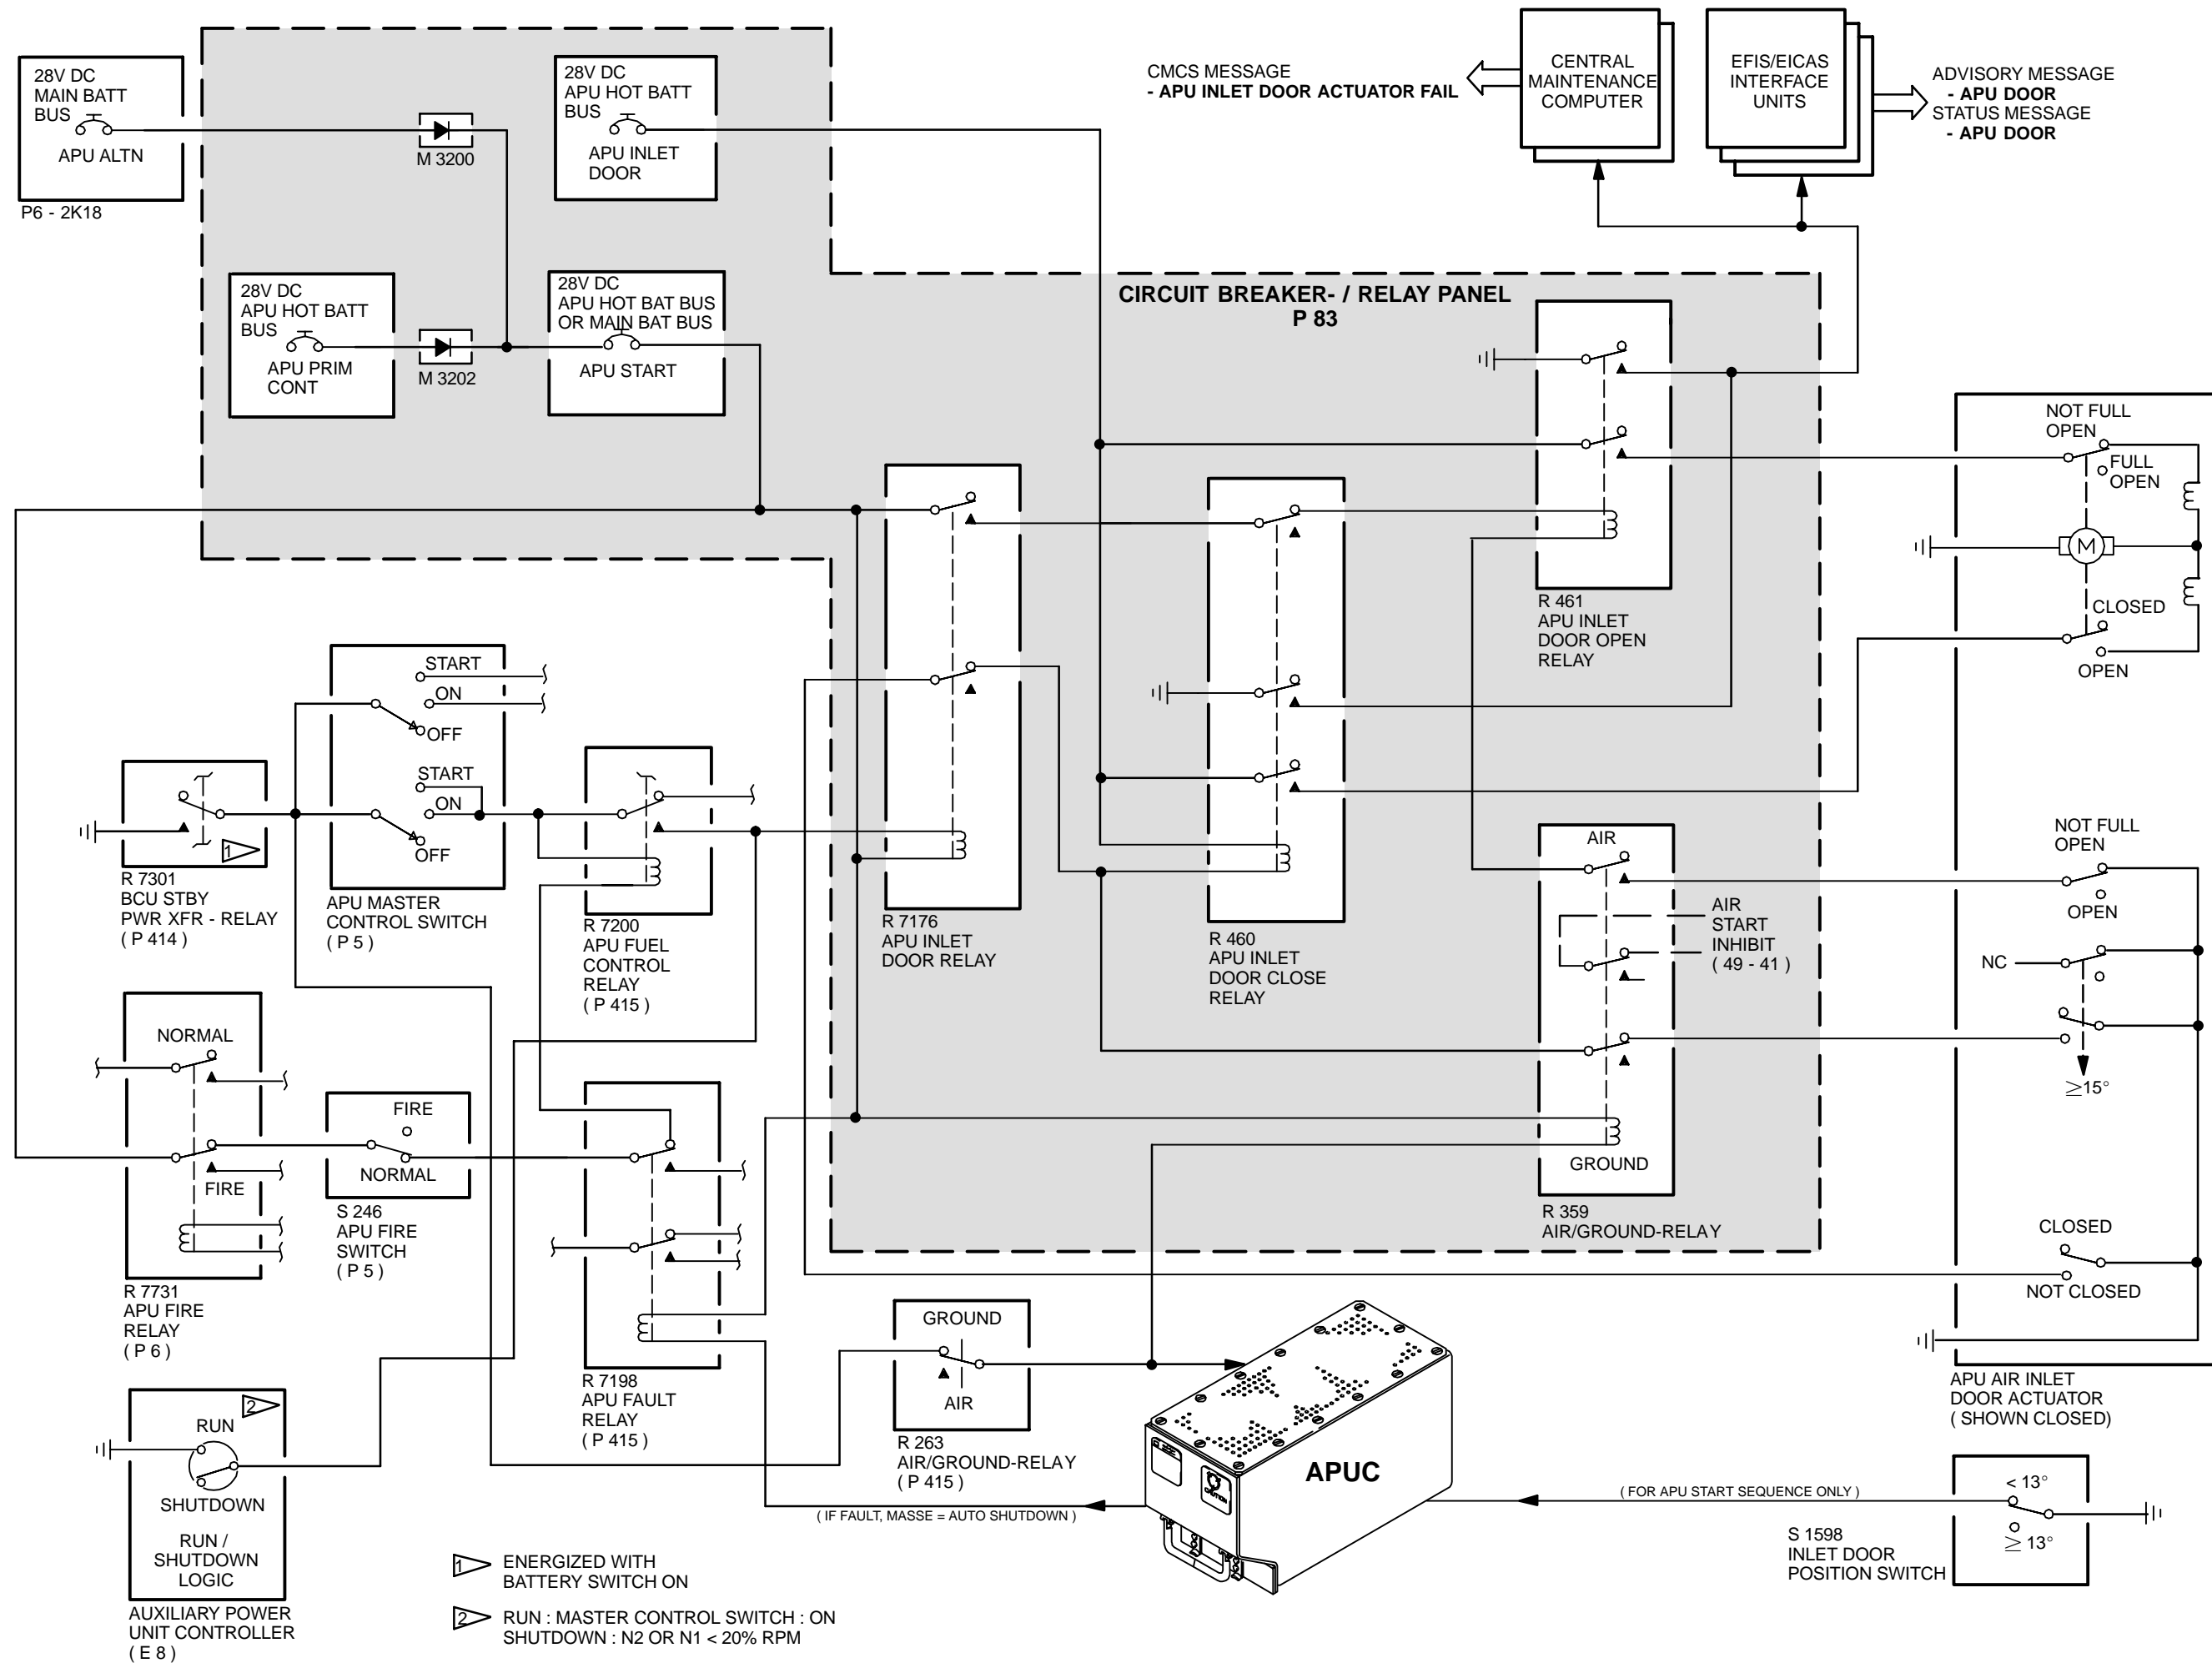 28V DC
MAIN BATT
BUS
APU ALTN
P6 - 2K18
M 3200
28V DC
APU HOT BATT
BUS
APU INLET
DOOR
CMCS MESSAGE
- APU INLET DOOR ACTUATOR FAIL
CENTRAL
MAINTENANCE
COMPUTER
EFIS/EICAS
INTERFACE
UNITS
ADVISORY MESSAGE
- APU DOOR
STATUS MESSAGE
- APU DOOR
28V DC
APU HOT BATT
BUS
APU PRIM
CONT
M 3202
28V DC
APU HOT BAT BUS
OR MAIN BAT BUS
APU START
CIRCUIT BREAKER- / RELAY PANEL
P 83
R 461
APU INLET
DOOR OPEN
RELAY
NOT FULL
OPEN
FULL
OPEN
M
CLOSED
OPEN
START
ON
OFF
START
ON
OFF
APU MASTER
CONTROL SWITCH
( P 5 )
1
R 7301
BCU STBY
PWR XFR - RELAY
( P 414 )
R 7200
APU FUEL
CONTROL
RELAY
( P 415 )
R 7176
APU INLET
DOOR RELAY
R 460
APU INLET
DOOR CLOSE
RELAY
AIR
AIR
START
INHIBIT
( 49 - 41 )
GROUND
R 359
AIR/GROUND-RELAY
NOT FULL
OPEN
OPEN
NC
≥15°
CLOSED
NOT CLOSED
APU AIR INLET
DOOR ACTUATOR
( SHOWN CLOSED)
NORMAL
FIRE
R 7731
APU FIRE
RELAY
( P 6 )
FIRE
NORMAL
S 246
APU FIRE
SWITCH
( P 5 )
R 7198
APU FAULT
RELAY
( P 415 )
GROUND
AIR
R 263
AIR/GROUND-RELAY
( P 415 )
APUC
CAUTION
( IF FAULT, MASSE = AUTO SHUTDOWN )
( FOR APU START SEQUENCE ONLY )
< 13°
≥ 13°
S 1598
INLET DOOR
POSITION SWITCH
2
RUN
SHUTDOWN
RUN /
SHUTDOWN
LOGIC
AUXILIARY POWER
UNIT CONTROLLER
( E 8 )
1 ENERGIZED WITH
BATTERY SWITCH ON
2 RUN : MASTER CONTROL SWITCH : ON
SHUTDOWN : N2 OR N1 < 20% RPM